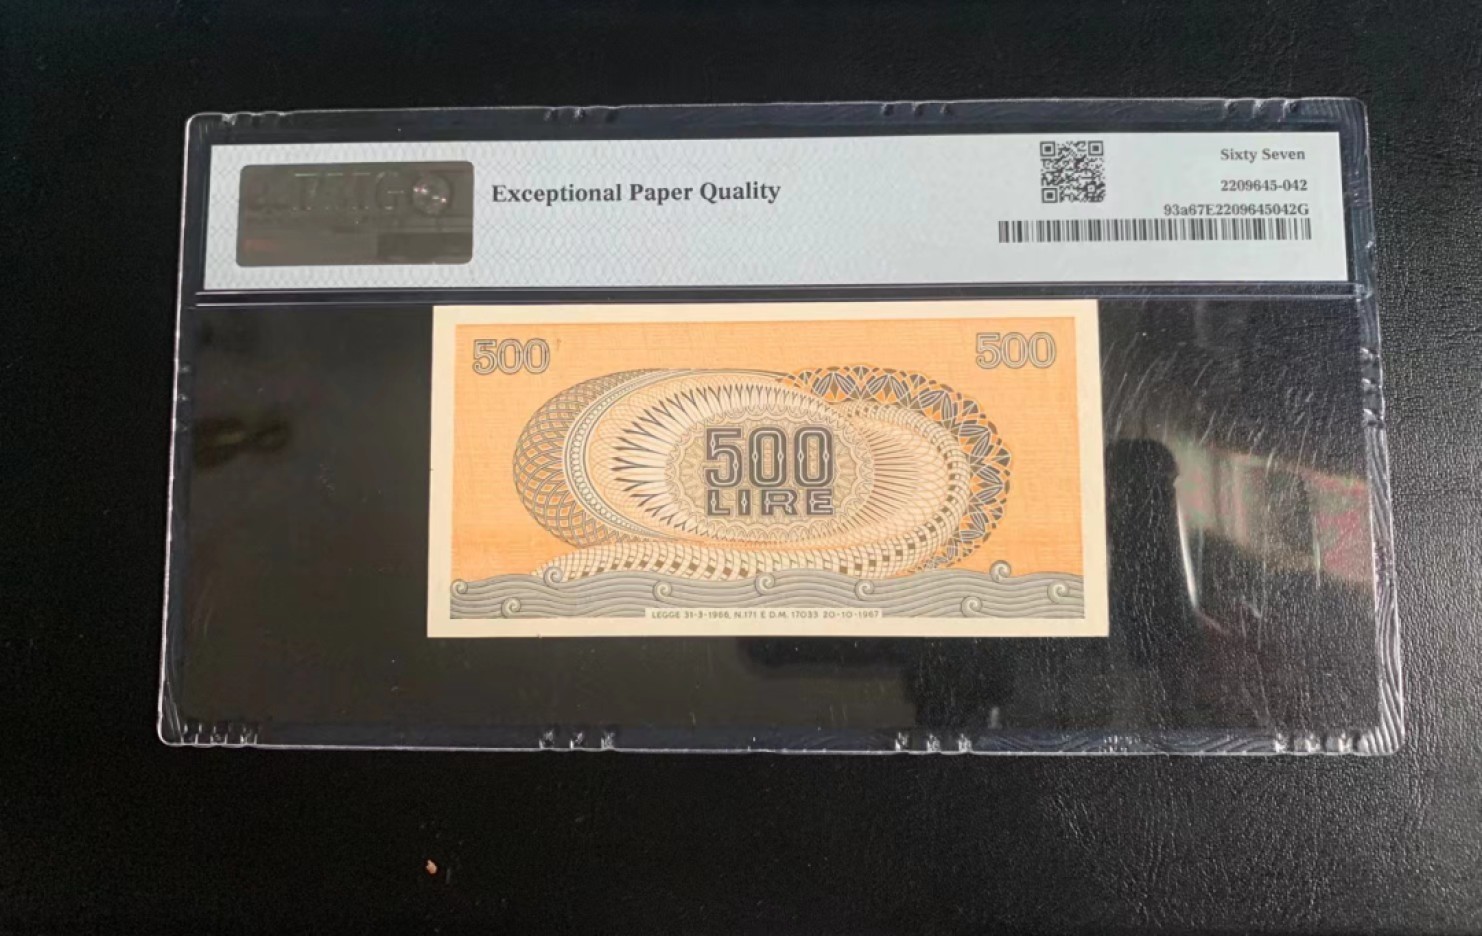 Exceptional Paper Quality
Sixty Seven
2209645-042
93a67E2209645042G
500
500
500
LIRE
LEGGE 31-3-1966, N.171 E D.M. 17033 20-10-1967